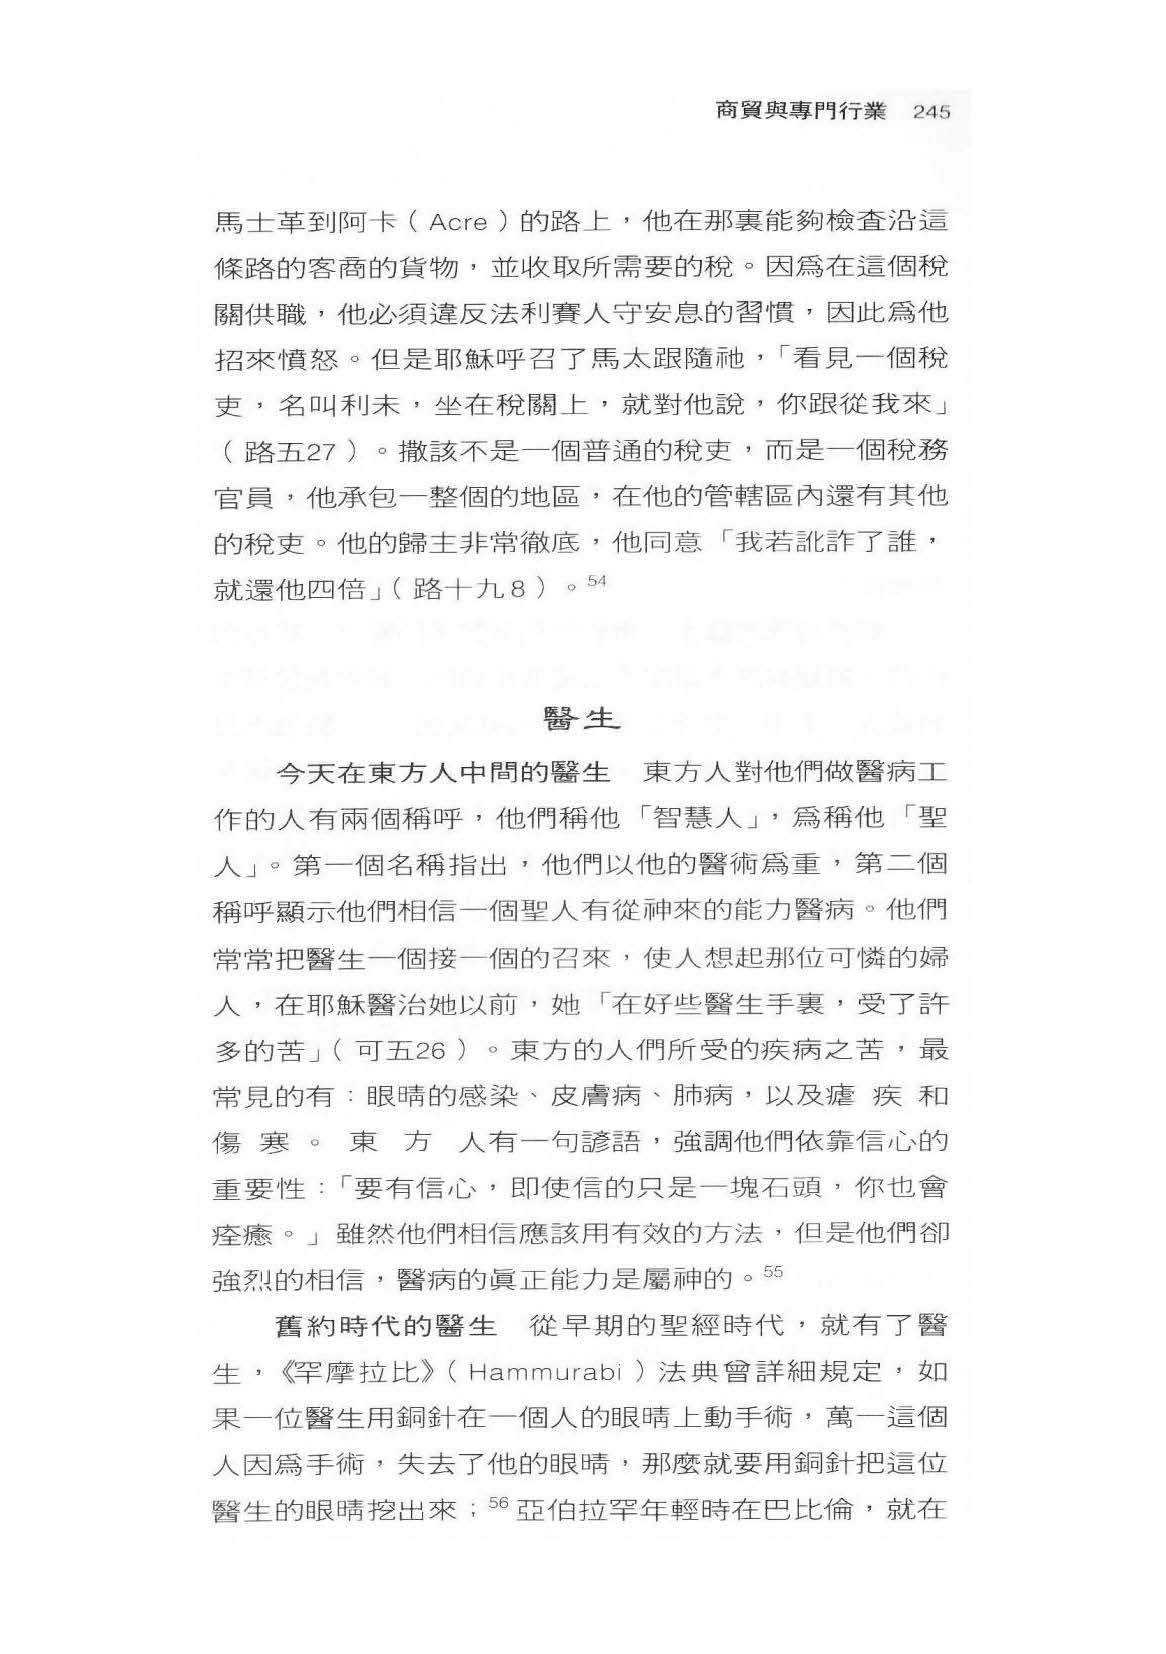 商貿與專門行業 245
馬士革到阿卡（Acre）的路上，他在那裏能夠檢查沿這
條路的客商的貨物，並收取所需要的稅。因爲在這個稅
關供職，他必須違反法利賽人守安息的習慣，因此爲他
招來憤怒。但是耶穌呼召了馬太跟隨祂，「看見一個稅
吏，名叫利未，坐在稅關上，就對他說，你跟從我來」
（路五27）。撒該不是一個普通的稅吏，而是一個稅務
官員，他承包一整個的地區，在他的管轄區內還有其他
的稅吏。他的歸主非常徹底，他同意「我若訛詐了誰，
就還他四倍」（路十九8）。54
醫生
今天在東方人中間的醫生 東方人對他們做醫病工
作的人有兩個稱呼，他們稱他「智慧人」，爲稱他「聖
人」。第一個名稱指出，他們以他的醫術爲重，第二個
稱呼顯示他們相信一個聖人有從神來的能力醫病。他們
常常把醫生一個接一個的召來，使人想起那位可憐的婦
人，在耶穌醫治她以前，她「在好些醫生手裏，受了許
多的苦」（可五26）。東方的人們所受的疾病之苦，最
常見的有：眼睛的感染、皮膚病、肺病，以及瘧 疾 和
傷 寒 。 東 方 人有一句諺語，強調他們依靠信心的
重要性：「要有信心，即使信的只是一塊石頭，你也會
痊癒。」雖然他們相信應該用有效的方法，但是他們卻
強烈的相信，醫病的眞正能力是屬神的。55
舊約時代的醫生 從早期的聖經時代，就有了醫
生，《罕摩拉比》（Hammurabi）法典曾詳細規定，如
果一位醫生用銅針在一個人的眼睛上動手術，萬一這個
人因爲手術，失去了他的眼睛，那麼就要用銅針把這位
醫生的眼睛挖出來；56亞伯拉罕年輕時在巴比倫，就在